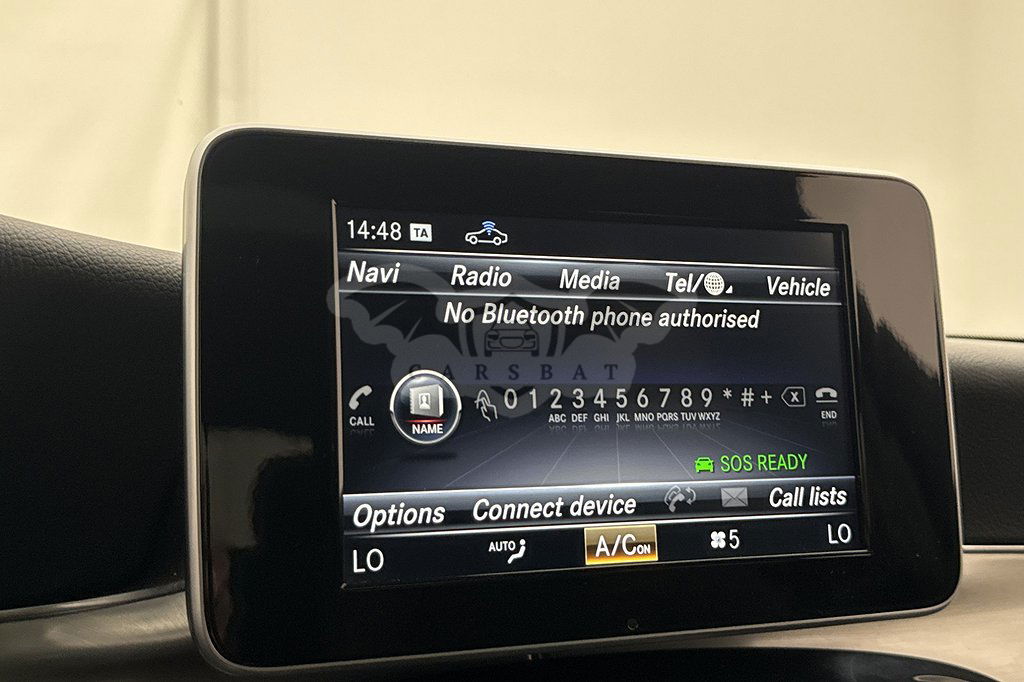 14:48 TA
Navi Radio Media Tel/ Vehicle
No Bluetooth phone authorised
CARSBAT
CALL NAME 0 1 2 3 4 5 6 7 8 9 * # + X END
ABC DEF GHI JKL MNO PQRS TUV WXYZ
SOS READY
Options Connect device Call lists
LO AUTO A/C ON 5 LO